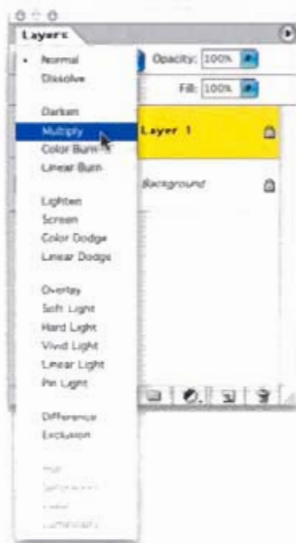 Layers
Normal
Opacity: 100%
Dissolve
Fill: 100%
Darken
Multiply
Layer 1
Color Burn
Linear Burn
Background
Lighten
Screen
Color Dodge
Linear Dodge
Overlay
Soft Light
Hard Light
Vivid Light
Linear Light
Pin Light
Difference
Exclusion